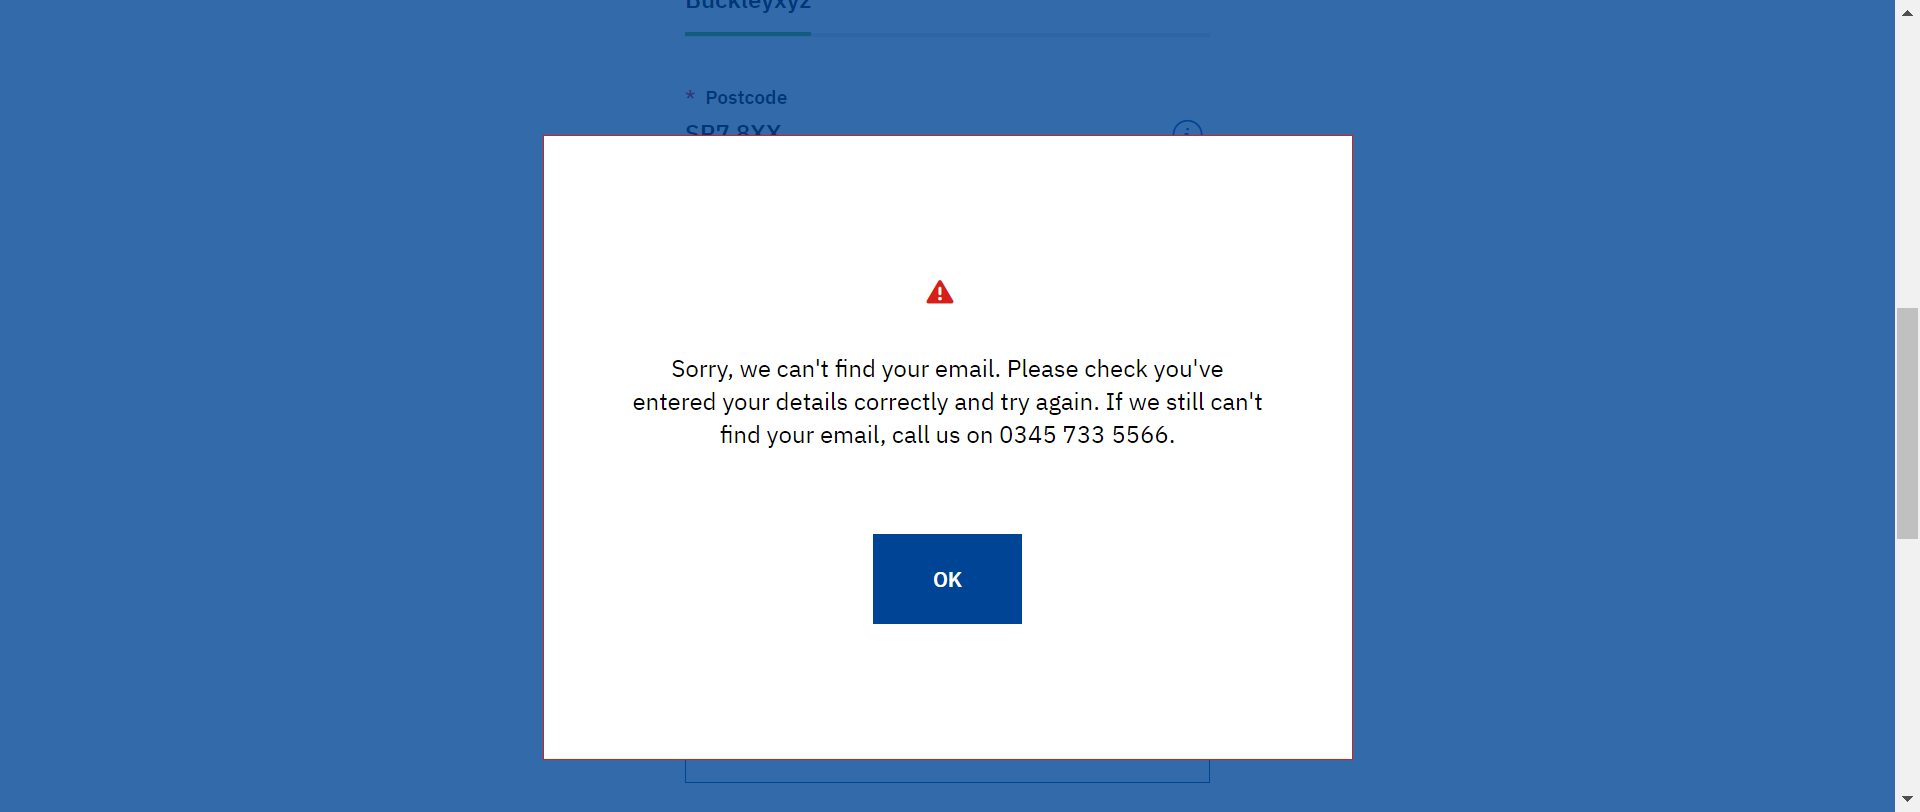 Buckleyxyz
* Postcode
SP7 8XX
Sorry, we can't find your email. Please check you've
entered your details correctly and try again. If we still can't
find your email, call us on 0345 733 5566.
OK